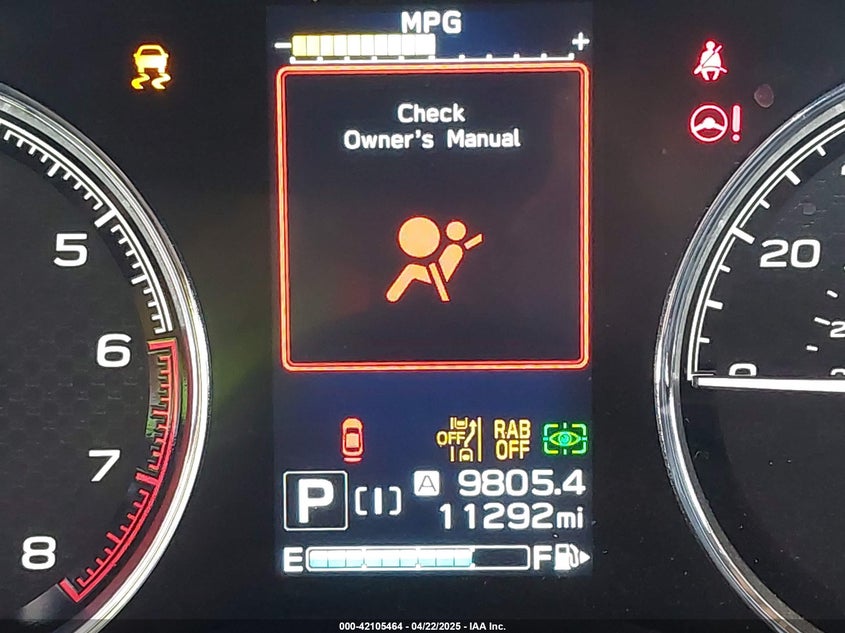 MPG
− +
Check
Owner's Manual
5
6
7
8
20
0
OFF
RAB
OFF
P [I] A 9805.4
11292mi
E F
000-42105464 - 04/22/2025 - IAA Inc.